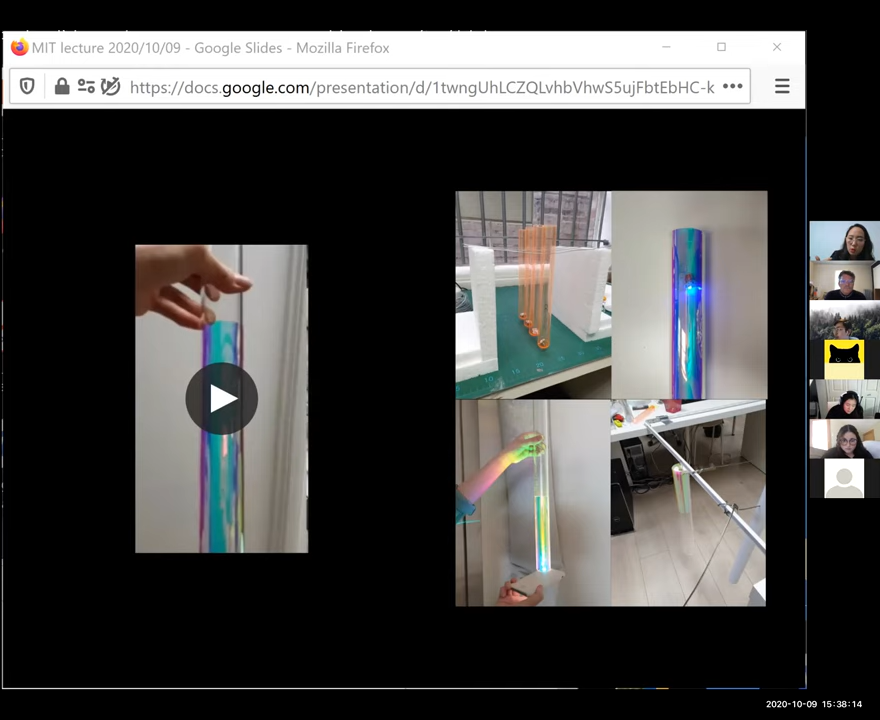 MIT lecture 2020/10/09 - Google Slides - Mozilla Firefox
https://docs.google.com/presentation/d/1twngUhLCZQLvhbVhwS5ujFbtEbHC-k
2020-10-09 15:38:14